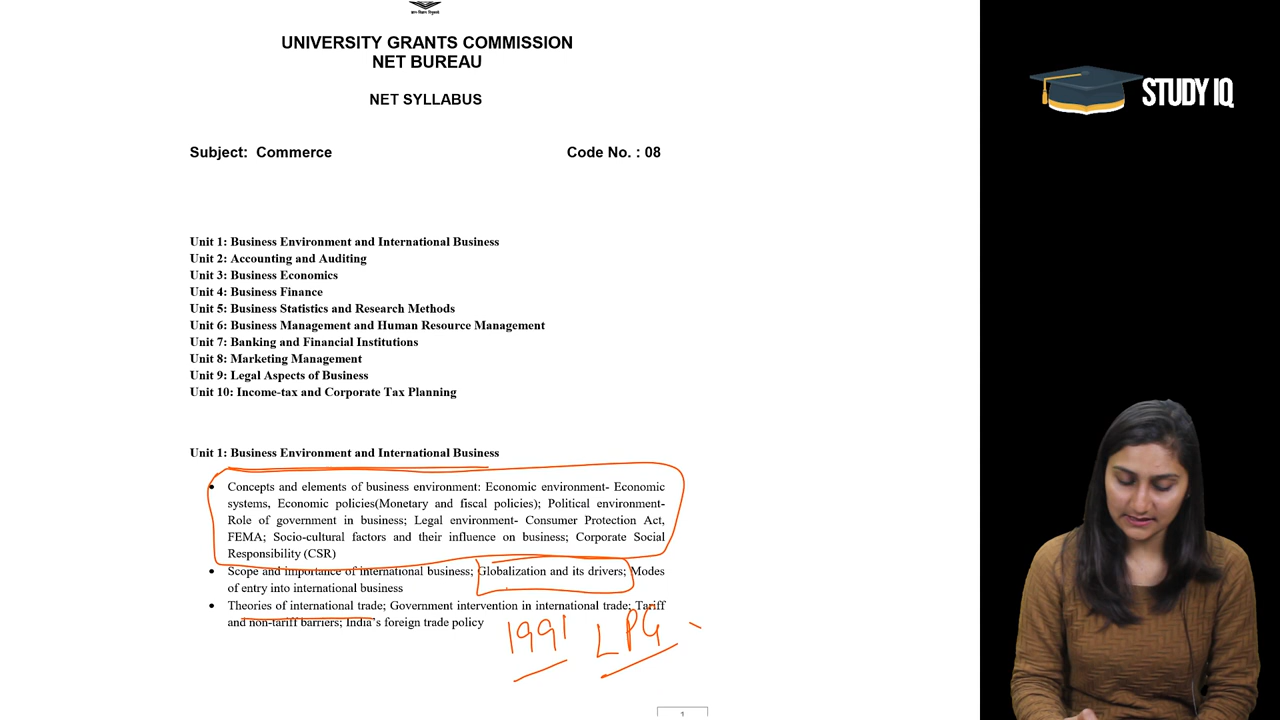 UNIVERSITY GRANTS COMMISSION
NET BUREAU
NET SYLLABUS
Subject: Commerce Code No. : 08
STUDY IQ
Unit 1: Business Environment and International Business
Unit 2: Accounting and Auditing
Unit 3: Business Economics
Unit 4: Business Finance
Unit 5: Business Statistics and Research Methods
Unit 6: Business Management and Human Resource Management
Unit 7: Banking and Financial Institutions
Unit 8: Marketing Management
Unit 9: Legal Aspects of Business
Unit 10: Income-tax and Corporate Tax Planning
Unit 1: Business Environment and International Business
• Concepts and elements of business environment: Economic environment- Economic
systems, Economic policies(Monetary and fiscal policies); Political environment-
Role of government in business; Legal environment- Consumer Protection Act,
FEMA; Socio-cultural factors and their influence on business; Corporate Social
Responsibility (CSR)
• Scope and importance of international business; Globalization and its drivers; Modes
of entry into international business
• Theories of international trade; Government intervention in international trade; Tariff
and non-tariff barriers; India's foreign trade policy
1991 LPG
1